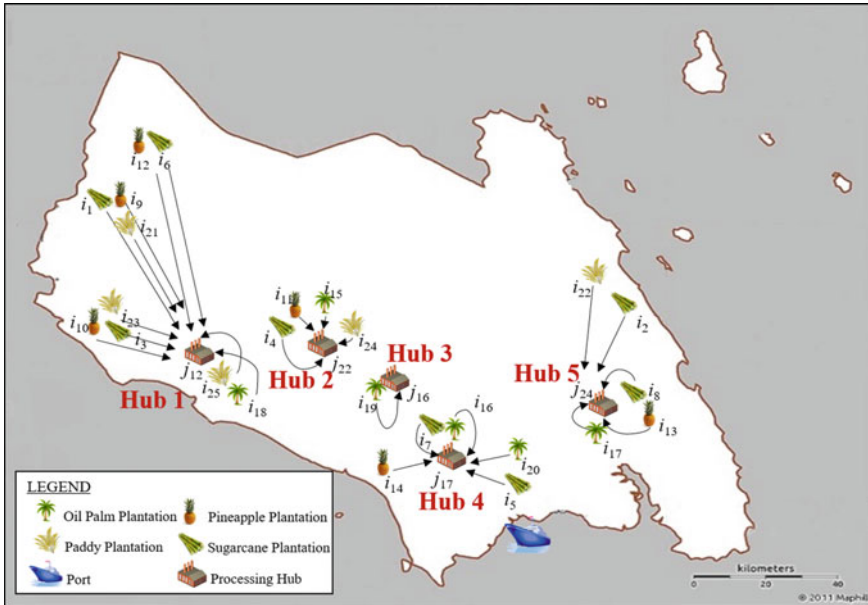 i12 i6
i1 i9
i21
i23
i10 i3
j12
i25
i18
Hub 1
i11 i15
i4 i24
j22
Hub 2
Hub 3
j16
i19
i16
i7
i20
i14 j17
i5
Hub 4
i22
i2
Hub 5
j24 i8
i13
i17
LEGEND
Oil Palm Plantation Pineapple Plantation
Paddy Plantation Sugarcane Plantation
Port Processing Hub
kilometers
0 20 40